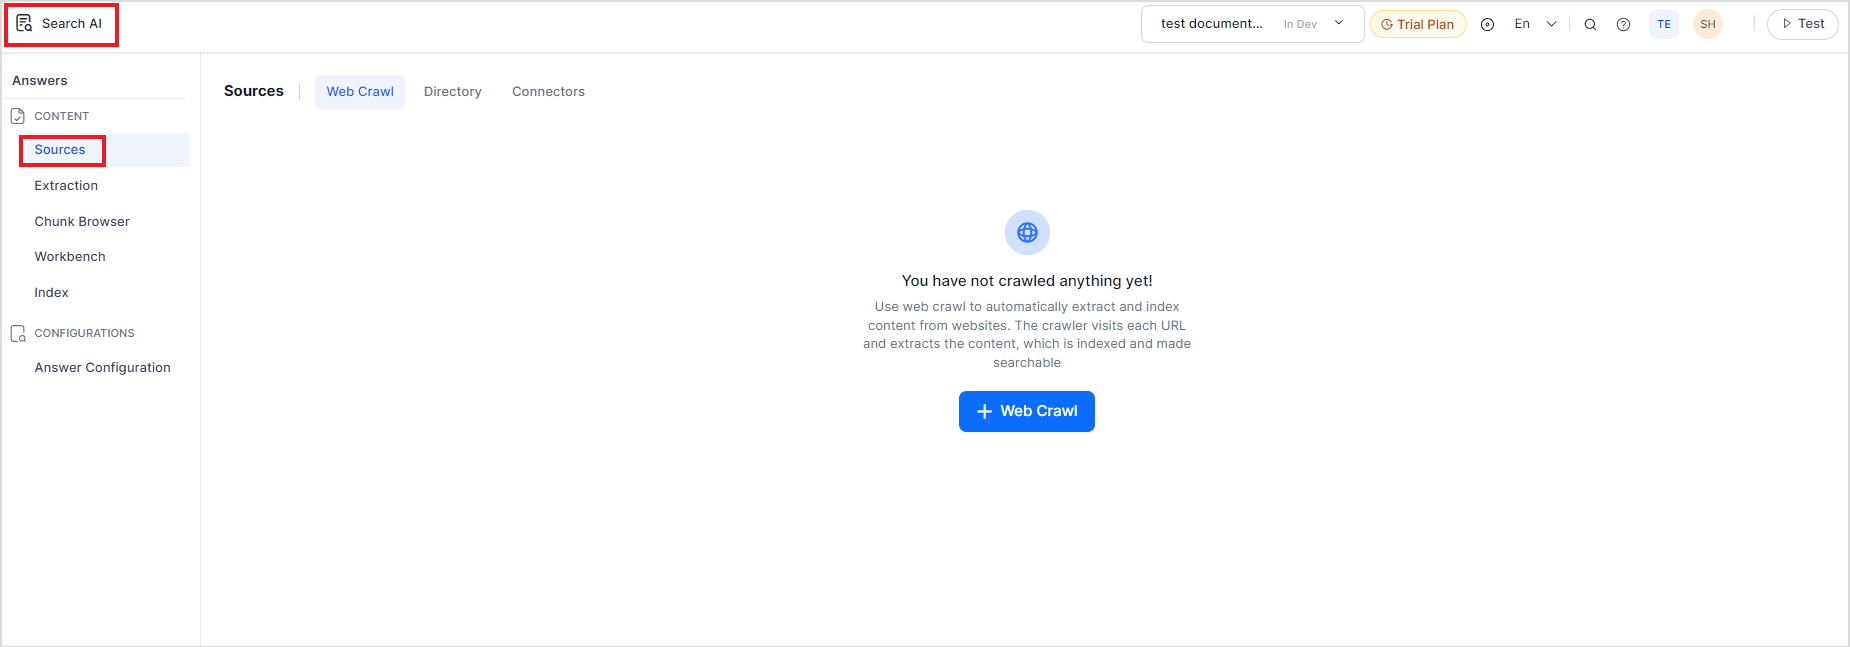 Search AI
test document... In Dev
Trial Plan
En
TE
SH
Test
Answers
CONTENT
Sources
Extraction
Chunk Browser
Workbench
Index
CONFIGURATIONS
Answer Configuration
Sources
Web Crawl
Directory
Connectors
You have not crawled anything yet!
Use web crawl to automatically extract and index
content from websites. The crawler visits each URL
and extracts the content, which is indexed and made
searchable
+ Web Crawl